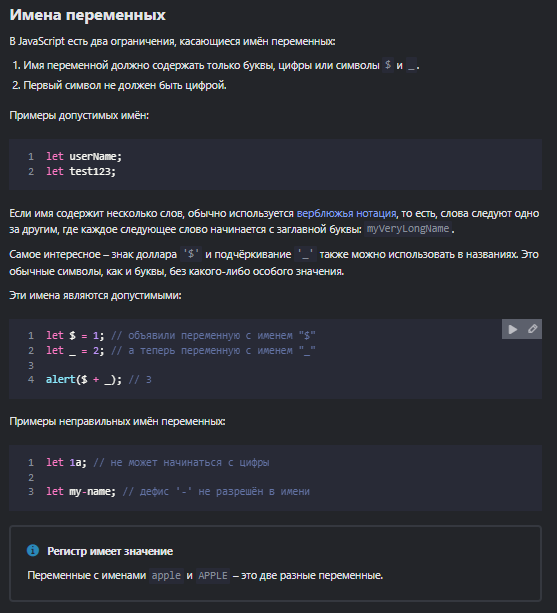 Имена переменных
В JavaScript есть два ограничения, касающиеся имён переменных:
1. Имя переменной должно содержать только буквы, цифры или символы $ и _.
2. Первый символ не должен быть цифрой.
Примеры допустимых имён:
1 let userName;
2 let test123;
Если имя содержит несколько слов, обычно используется верблюжья нотация, то есть, слова следуют одно
за другим, где каждое следующее слово начинается с заглавной буквы: myVeryLongName.
Самое интересное – знак доллара '$' и подчёркивание '_' также можно использовать в названиях. Это
обычные символы, как и буквы, без какого-либо особого значения.
Эти имена являются допустимыми:
1 let $ = 1; // объявили переменную с именем "$"
2 let _ = 2; // а теперь переменную с именем "_"
3
4 alert($ + _); // 3
Примеры неправильных имён переменных:
1 let 1a; // не может начинаться с цифры
2
3 let my-name; // дефис '-' не разрешён в имени
Регистр имеет значение
Переменные с именами apple и APPLE – это две разные переменные.